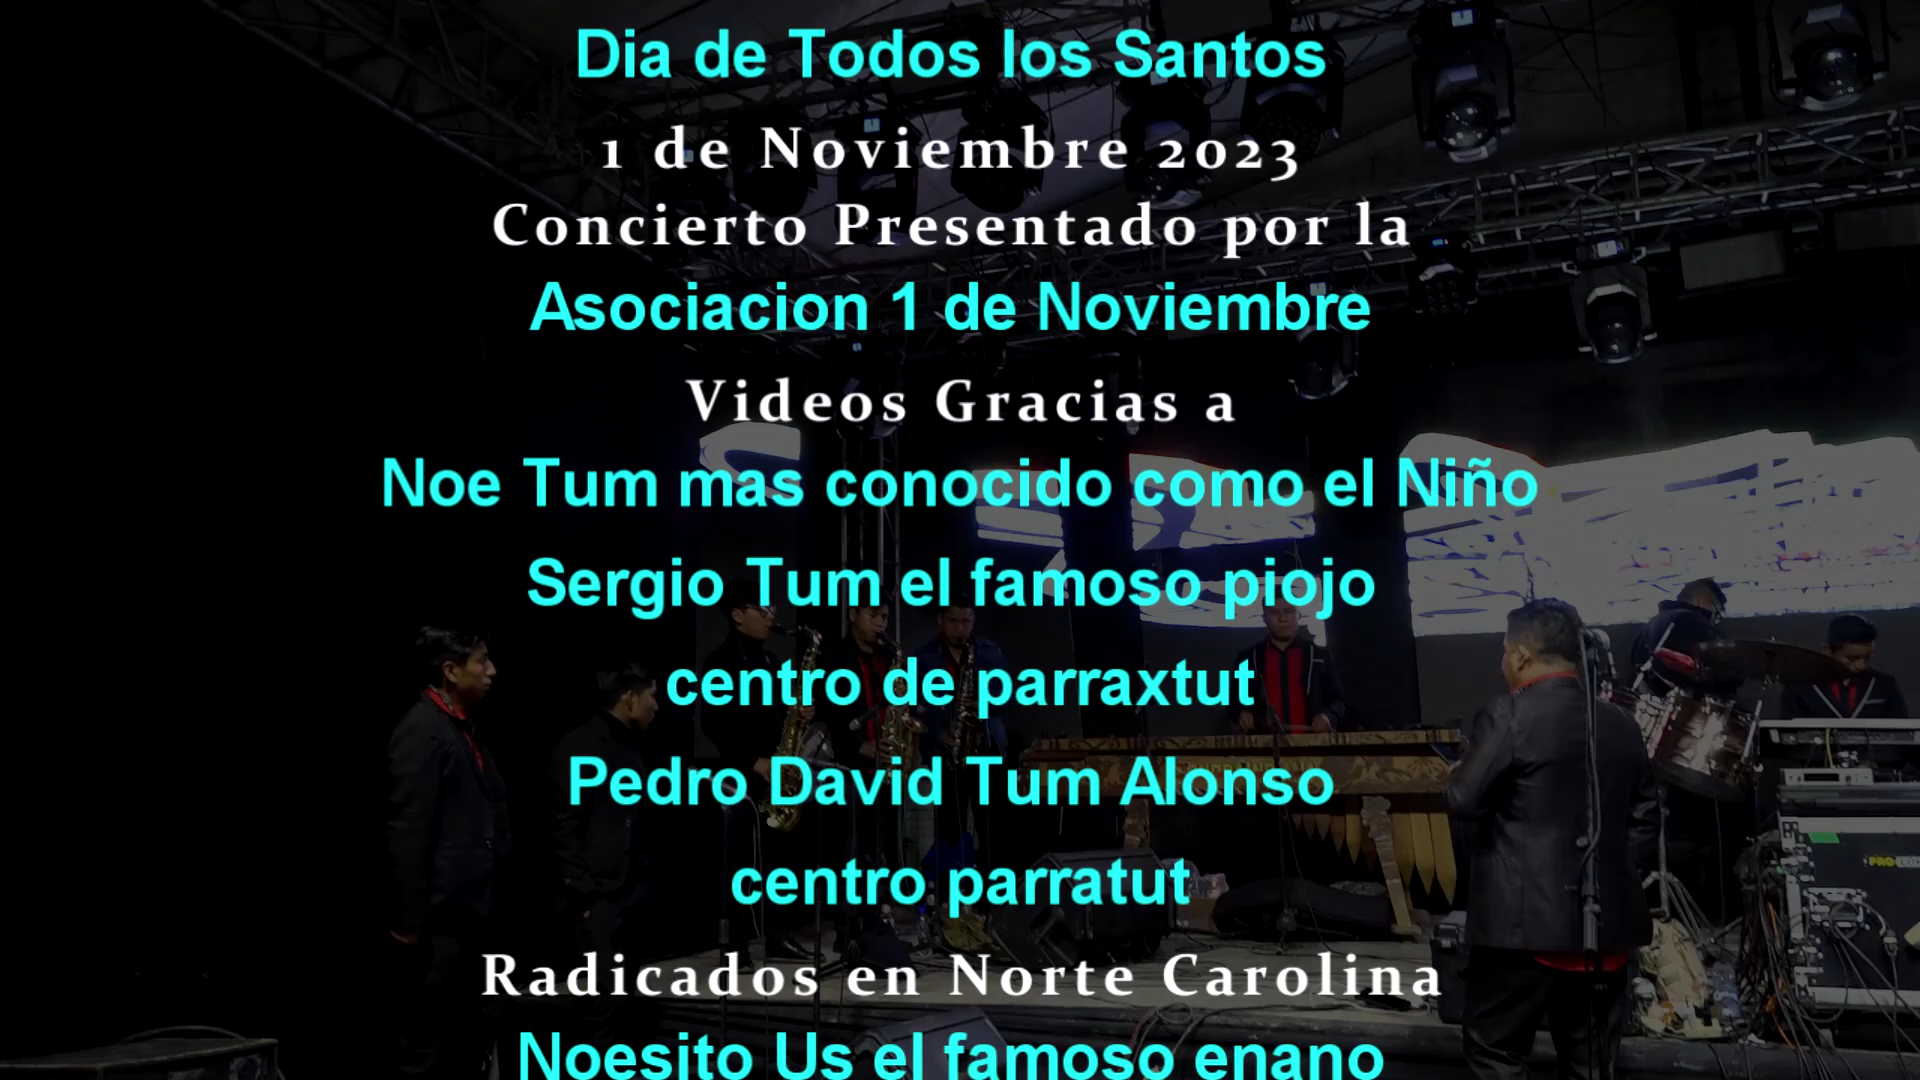 Dia de Todos los Santos
1 de Noviembre 2023
Concierto Presentado por la
Asociacion 1 de Noviembre
Videos Gracias a
Noe Tum mas conocido como el Niño
Sergio Tum el famoso piojo
centro de parraxtut
Pedro David Tum Alonso
centro parratut
Radicados en Norte Carolina
Noesito Us el famoso enano